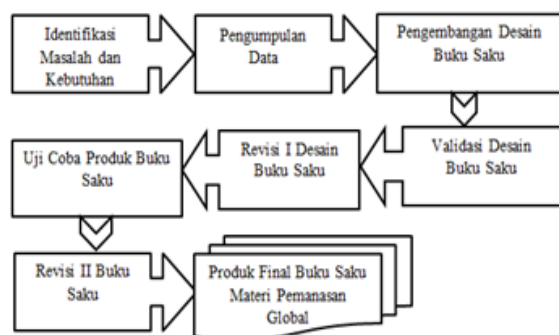 Identifikasi
Masalah dan
Kebutuhan
Pengumpulan
Data
Pengembangan Desain
Buku Saku
Validasi Desain
Buku Saku
Revisi I Desain
Buku Saku
Uji Coba Produk Buku
Saku
Revisi II Buku
Saku
Produk Final Buku Saku
Materi Pemanasan
Global